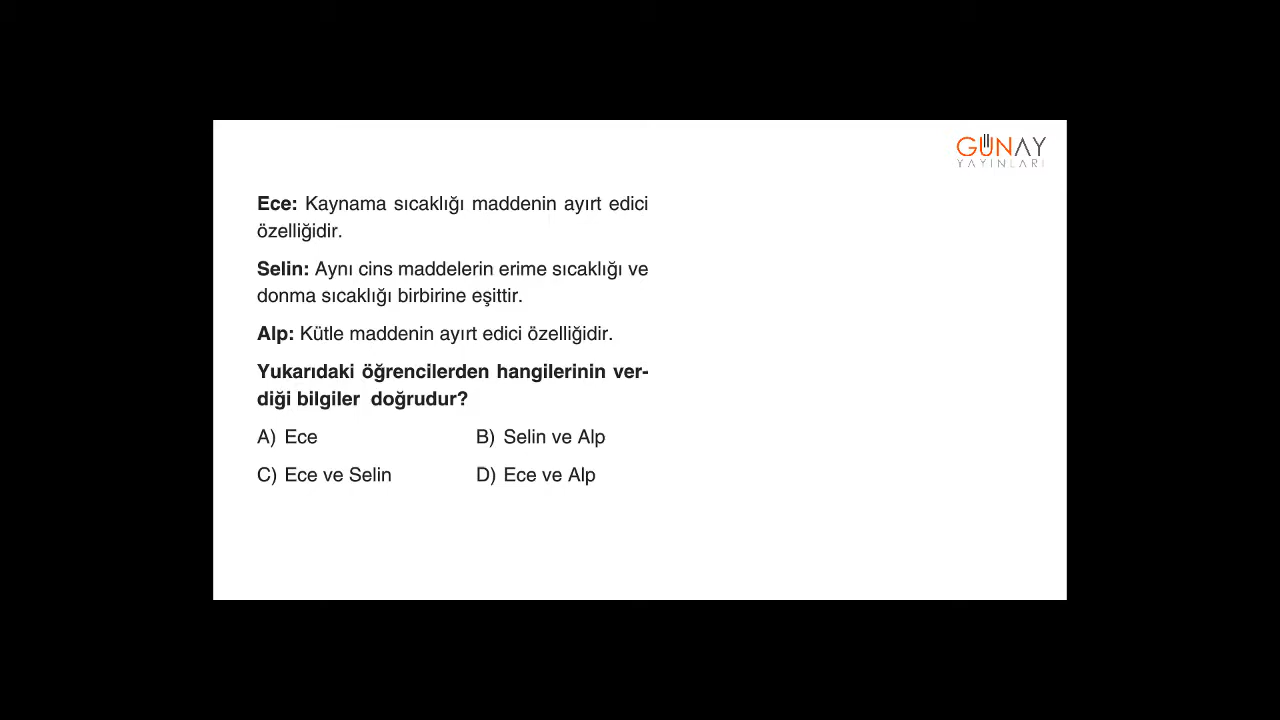 GÜNAY
YAYINLARI
Ece: Kaynama sıcaklığı maddenin ayırt edici
özelliğidir.
Selin: Aynı cins maddelerin erime sıcaklığı ve
donma sıcaklığı birbirine eşittir.
Alp: Kütle maddenin ayırt edici özelliğidir.
Yukarıdaki öğrencilerden hangilerinin ver-
diği bilgiler doğrudur?
A) Ece B) Selin ve Alp
C) Ece ve Selin D) Ece ve Alp